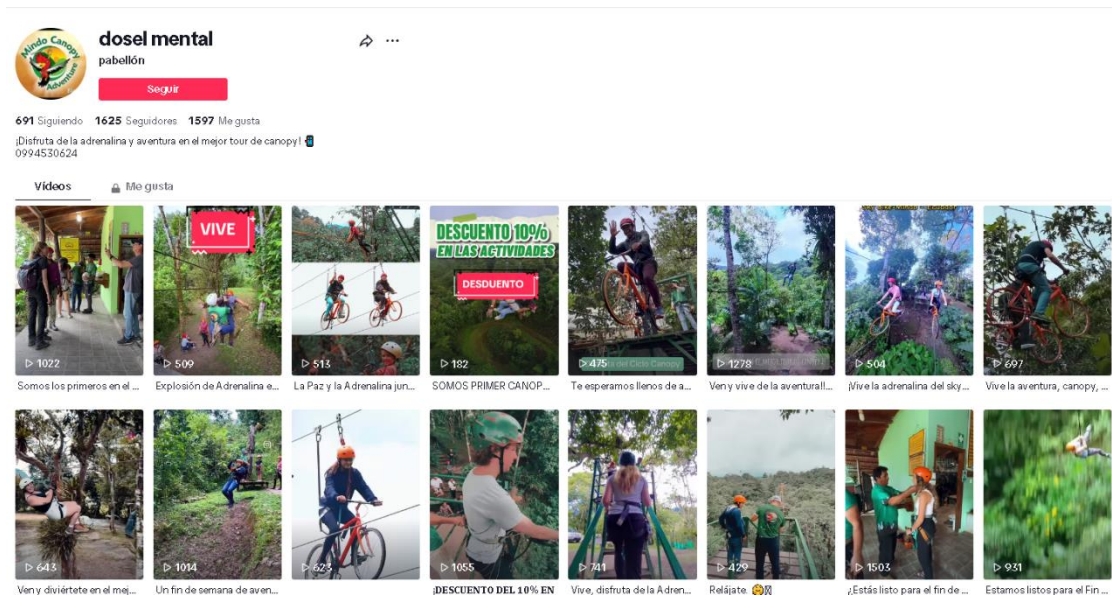 Mindo Canopy
Adventure
dosel mental
pabellón
Seguir
691 Siguiendo 1625 Seguidores 1597 Me gusta
¡Disfruta de la adrenalina y aventura en el mejor tour de canopy!
0994530624
Vídeos Me gusta
VIVE
DESCUENTO 10%
EN LAS ACTIVIDADES
DESDUENTO
1022 509 513 182 475 del Ciclo Canopy 1278 504 697
Somos los primeros en el ... Explosión de Adrenalina e... La Paz y la Adrenalina jun... SOMOS PRIMER CANOP... Te esperamos llenos de a... Ven y vive de la aventura!!... ¡Vive la adrenalina del sky... Vive la aventura, canopy, ...
643 1014 623 1055 741 429 1503 931
Ven y diviértete en el mej... Un fin de semana de aven... ¡DESCUENTO DEL 10% EN Vive, disfruta de la Adren... Relájate. ¿Estás listo para el fin de ... Estamos listos para el Fin ...